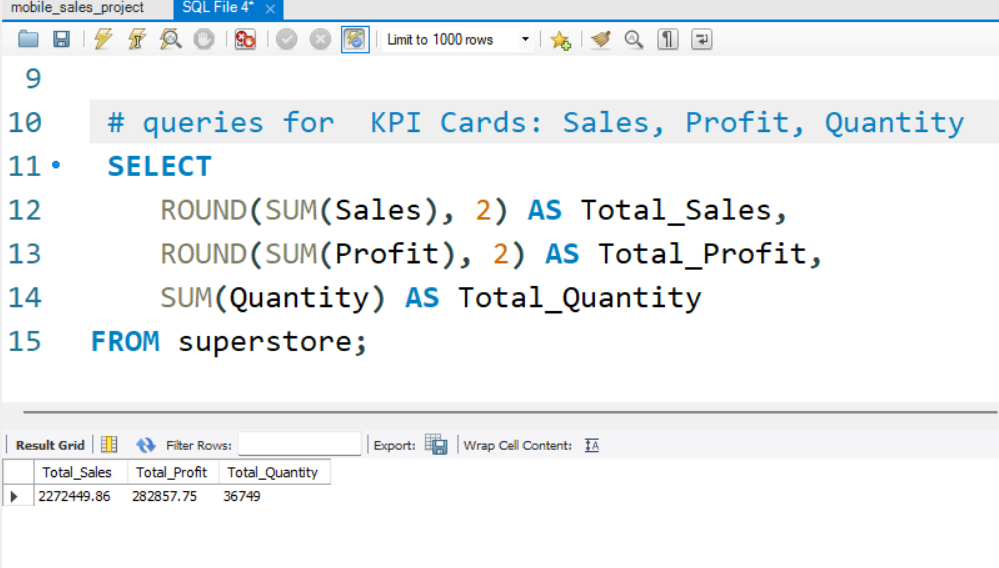 mobile_sales_project SQL File 4* ×
Limit to 1000 rows
9
10 # queries for  KPI Cards: Sales, Profit, Quantity
11 • SELECT
12 ROUND(SUM(Sales), 2) AS Total_Sales,
13 ROUND(SUM(Profit), 2) AS Total_Profit,
14 SUM(Quantity) AS Total_Quantity
15 FROM superstore;
Result Grid Filter Rows: Export: Wrap Cell Content:
Total_Sales Total_Profit Total_Quantity
2272449.86 282857.75 36749